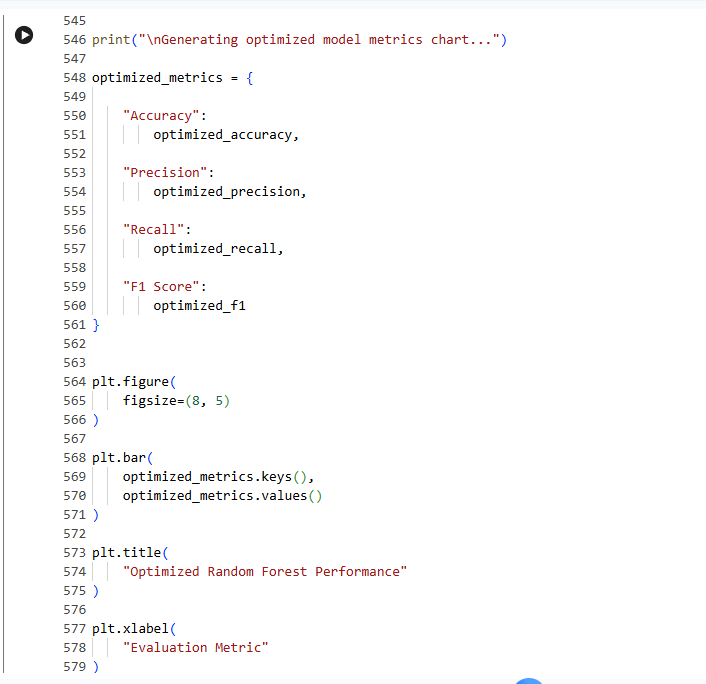 545
546 print("\nGenerating optimized model metrics chart...")
547
548 optimized_metrics = {
549
550     "Accuracy":
551         optimized_accuracy,
552
553     "Precision":
554         optimized_precision,
555
556     "Recall":
557         optimized_recall,
558
559     "F1 Score":
560         optimized_f1
561 }
562
563
564 plt.figure(
565     figsize=(8, 5)
566 )
567
568 plt.bar(
569     optimized_metrics.keys(),
570     optimized_metrics.values()
571 )
572
573 plt.title(
574     "Optimized Random Forest Performance"
575 )
576
577 plt.xlabel(
578     "Evaluation Metric"
579 )